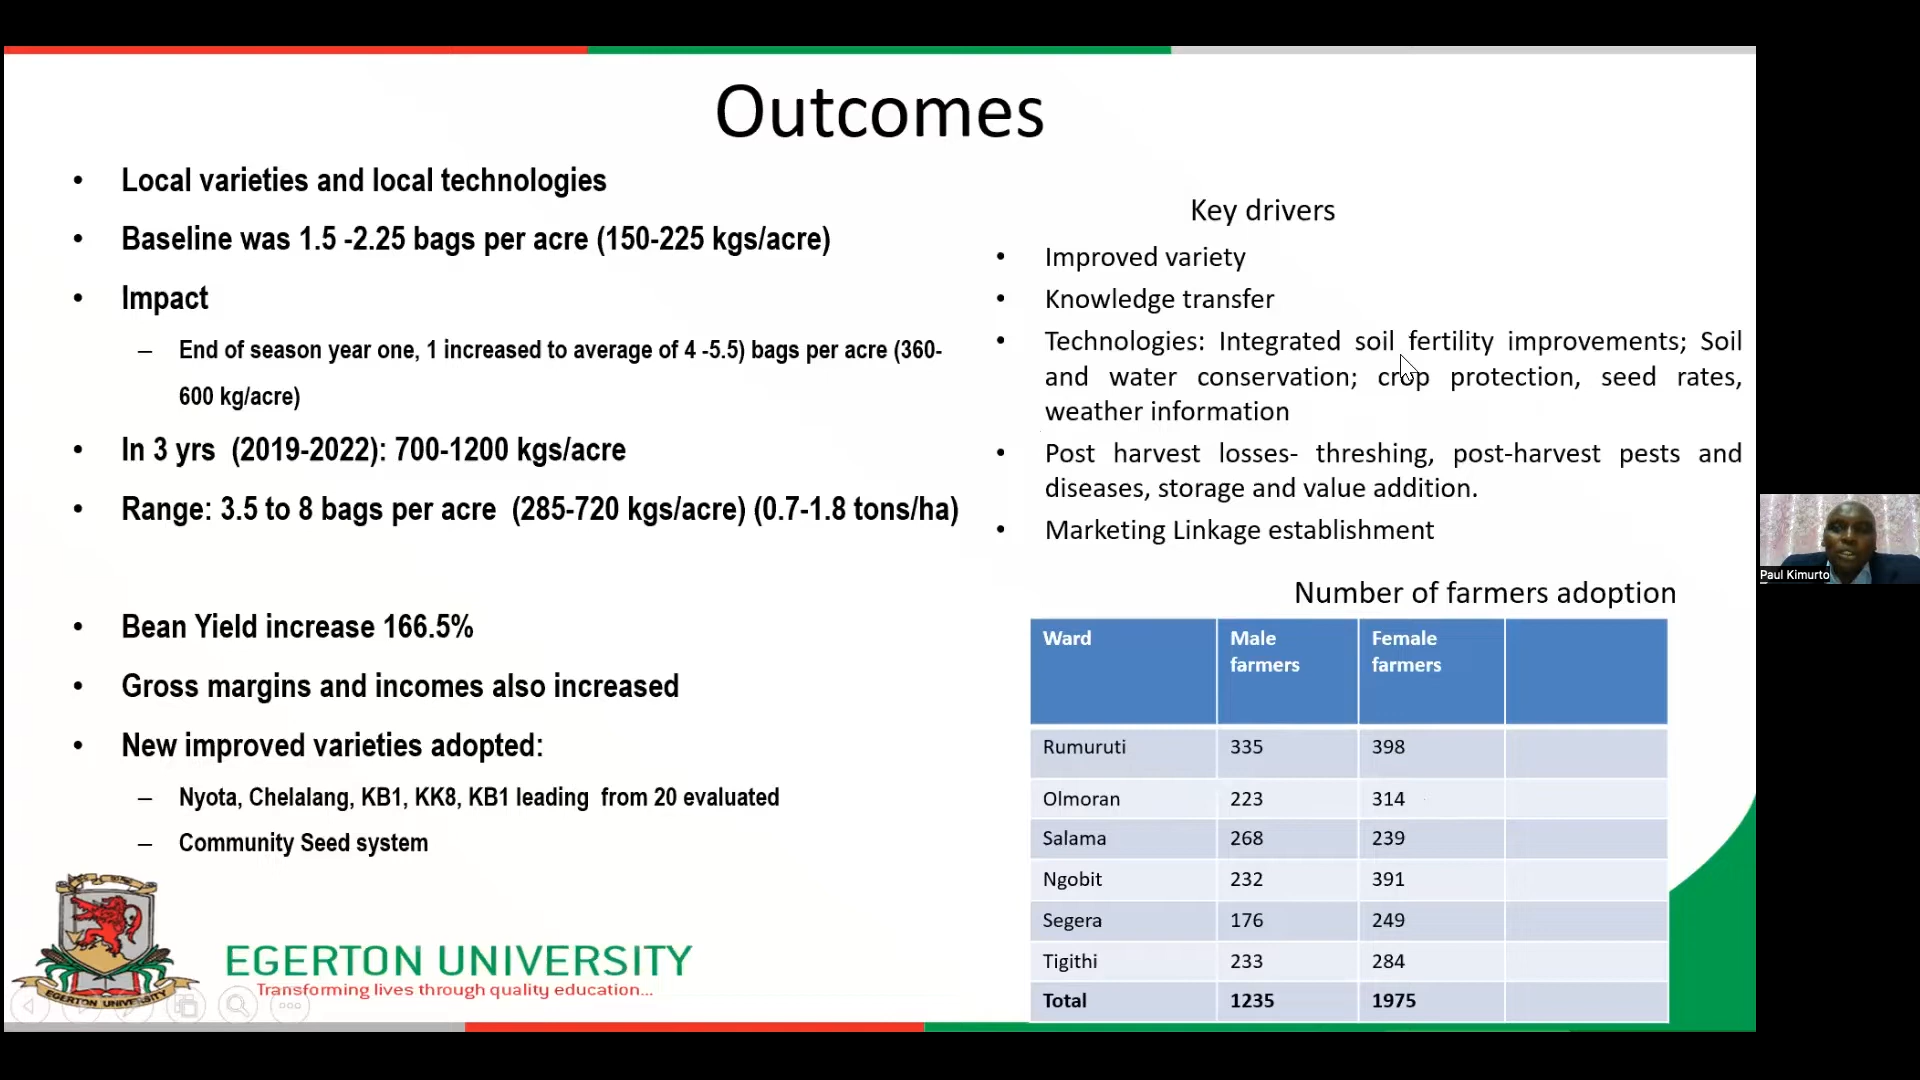 Outcomes
• Local varieties and local technologies
• Baseline was 1.5 -2.25 bags per acre (150-225 kgs/acre)
• Impact
– End of season year one, 1 increased to average of 4 -5.5) bags per acre (360-
600 kg/acre)
• In 3 yrs (2019-2022): 700-1200 kgs/acre
• Range: 3.5 to 8 bags per acre (285-720 kgs/acre) (0.7-1.8 tons/ha)
• Bean Yield increase 166.5%
• Gross margins and incomes also increased
• New improved varieties adopted:
– Nyota, Chelalang, KB1, KK8, KB1 leading from 20 evaluated
– Community Seed system
Key drivers
• Improved variety
• Knowledge transfer
• Technologies: Integrated soil fertility improvements; Soil
and water conservation; crop protection, seed rates,
weather information
• Post harvest losses- threshing, post-harvest pests and
diseases, storage and value addition.
• Marketing Linkage establishment
Number of farmers adoption
Ward Male farmers Female farmers
Rumuruti 335 398
Olmoran 223 314
Salama 268 239
Ngobit 232 391
Segera 176 249
Tigithi 233 284
Total 1235 1975
EGERTON UNIVERSITY
EGERTON UNIVERSITY
Transforming lives through quality education...
Paul Kimurto